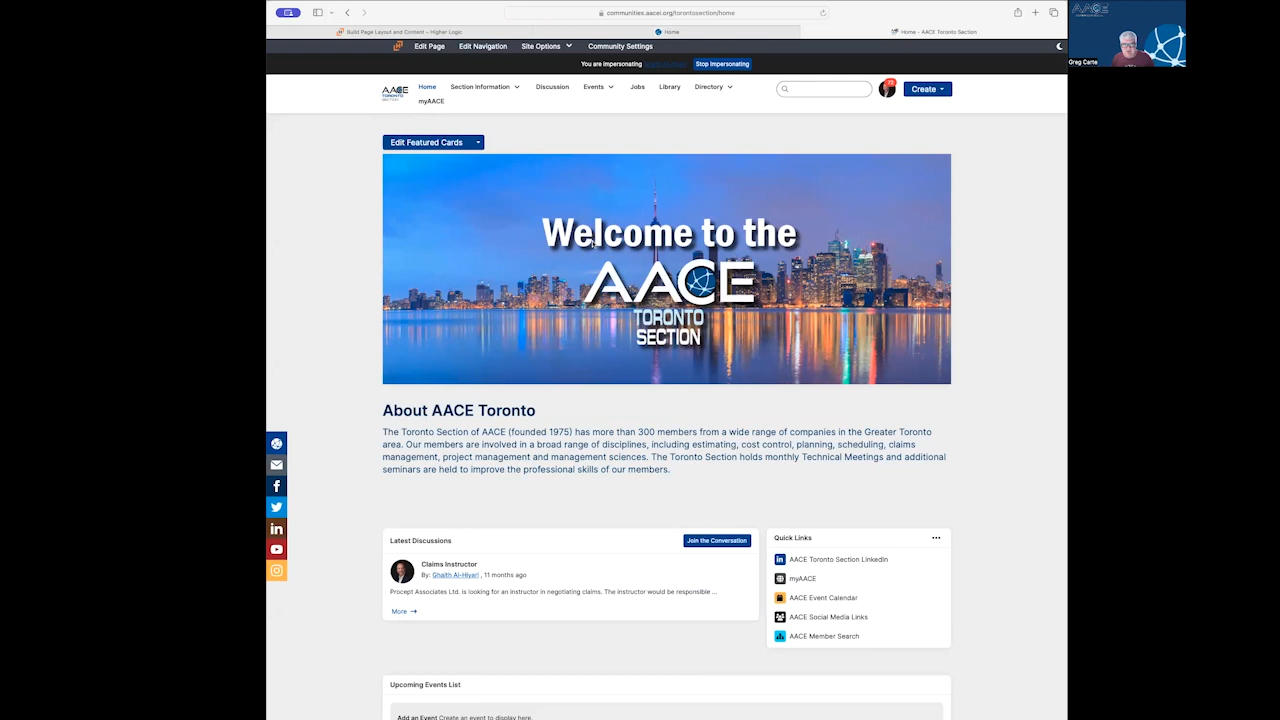 communities.aacei.org/torontosection/home
Build Page Layout and Content – Higher Logic
Home
Home - AACE Toronto Section
AACE
Greg Carte
Edit Page
Edit Navigation
Site Options
Community Settings
You are impersonating
Stop Impersonating
AACE
TORONTO
SECTION
Home
Section Information
Discussion
Events
Jobs
Library
Directory
myAACE
Create
Edit Featured Cards
Welcome to the
AACE
TORONTO
SECTION
About AACE Toronto
The Toronto Section of AACE (founded 1975) has more than 300 members from a wide range of companies in the Greater Toronto
area. Our members are involved in a broad range of disciplines, including estimating, cost control, planning, scheduling, claims
management, project management and management sciences. The Toronto Section holds monthly Technical Meetings and additional
seminars are held to improve the professional skills of our members.
Latest Discussions
Join the Conversation
Claims Instructor
By: Ghaith Al-Hiyari , 11 months ago
Procept Associates Ltd. is looking for an instructor in negotiating claims. The instructor would be responsible ...
More →
Quick Links
AACE Toronto Section LinkedIn
myAACE
AACE Event Calendar
AACE Social Media Links
AACE Member Search
Upcoming Events List
Add an Event Create an event to display here.